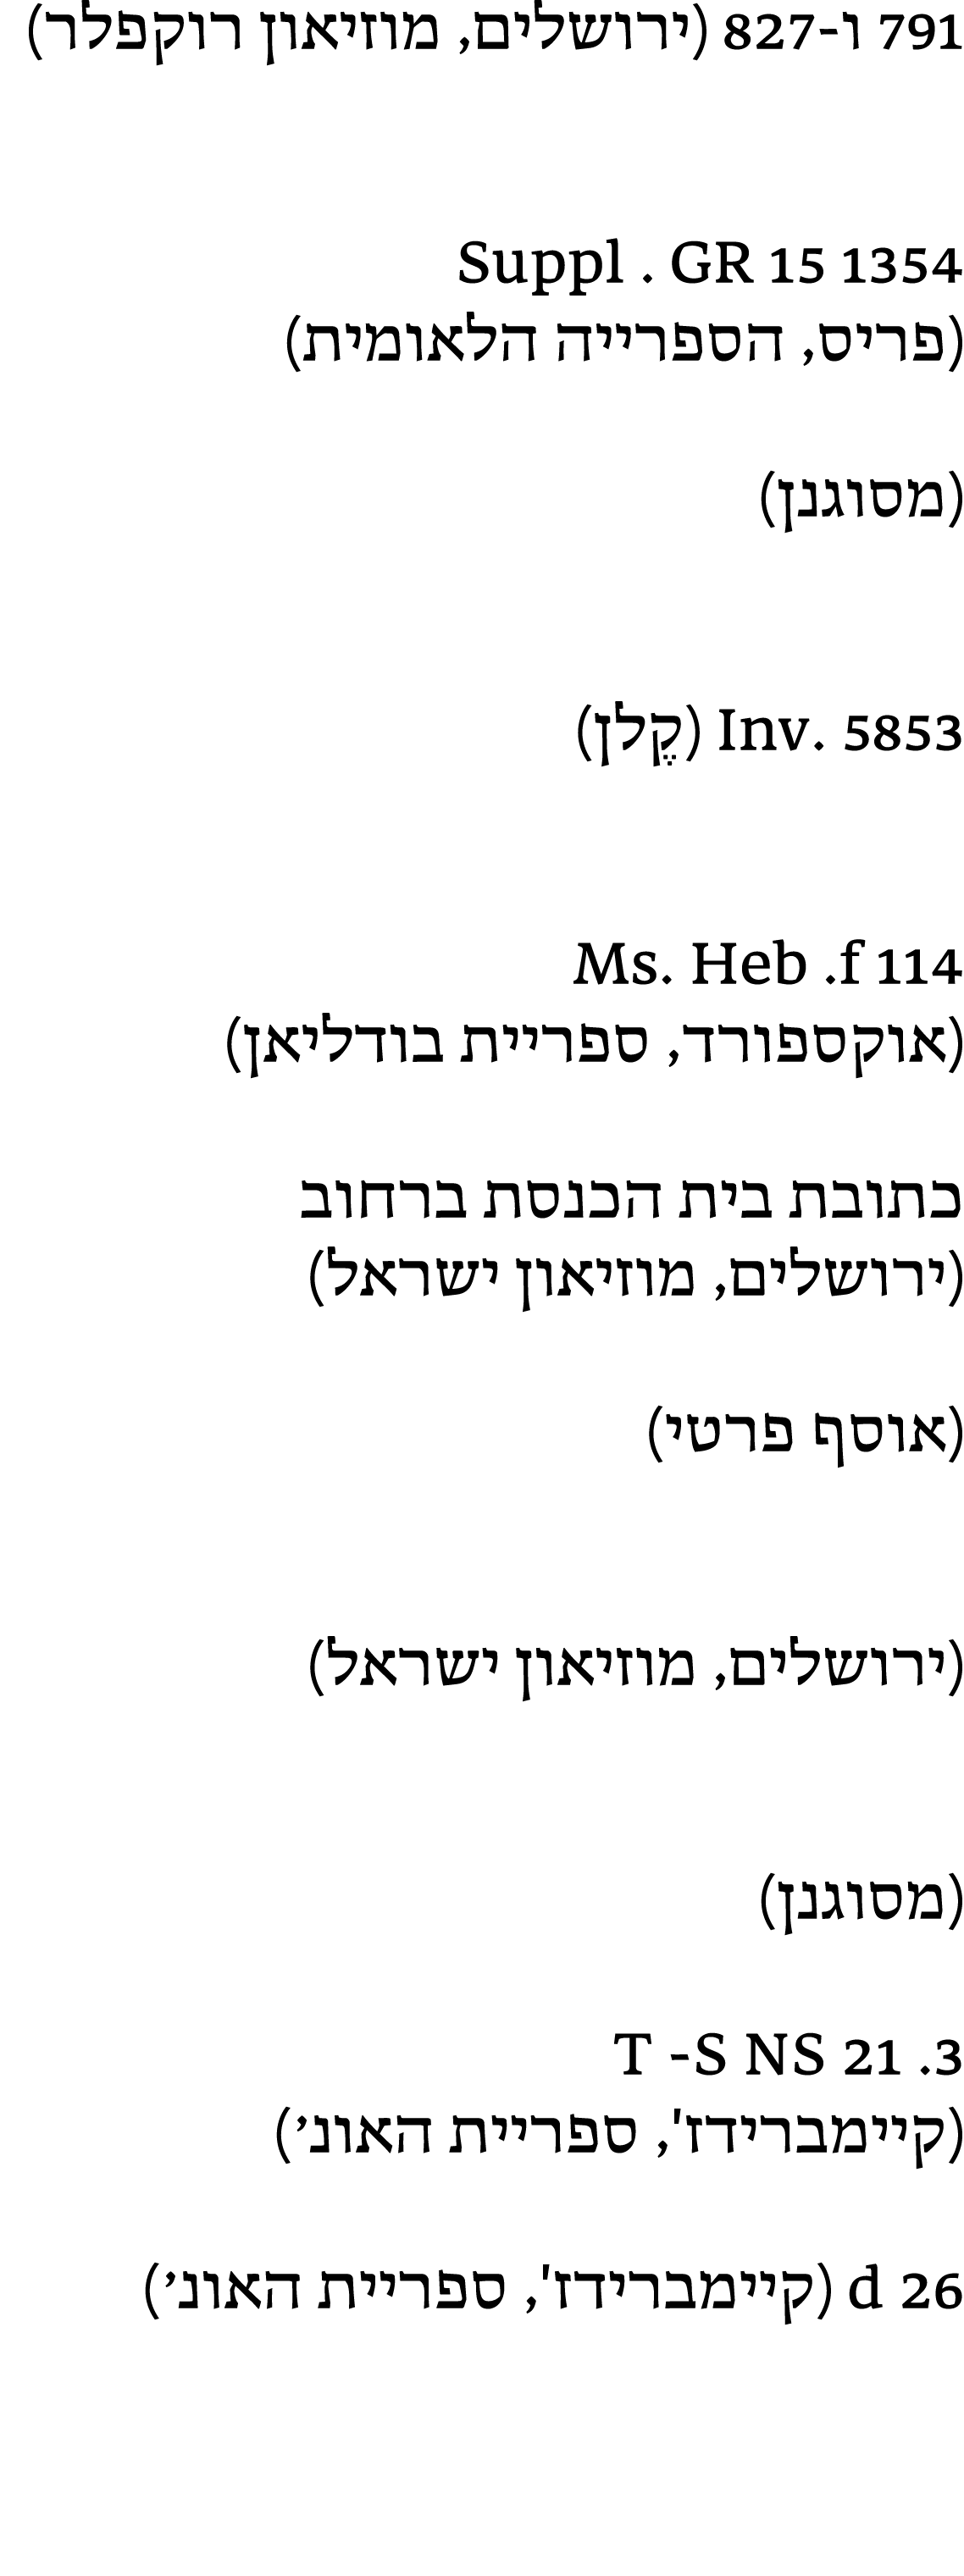 791 ו-827 (ירושלים, מוזיאון רוקפלר)
Suppl . GR 15 1354
(פריס, הספרייה הלאומית)
(מסוגנן)
Inv. 5853 (קֶלן)
Ms. Heb .f 114
(אוקספורד, ספריית בודליאן)
כתובת בית הכנסת ברחוב
(ירושלים, מוזיאון ישראל)
(אוסף פרטי)
(ירושלים, מוזיאון ישראל)
(מסוגנן)
T -S NS 21 .3
(קיימברידז', ספריית האונ׳)
d 26 (קיימברידז', ספריית האונ׳)